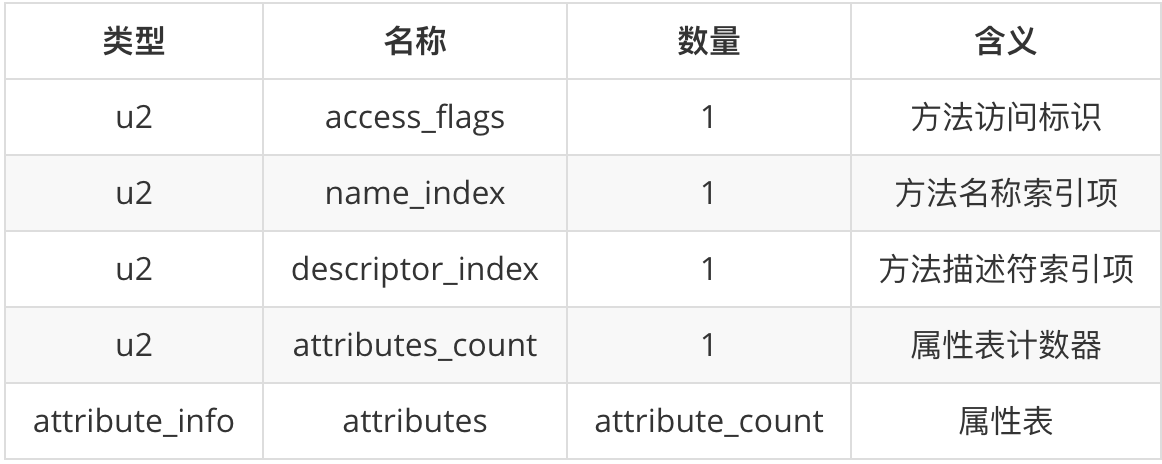 类型 名称 数量 含义
u2 access_flags 1 方法访问标识
u2 name_index 1 方法名称索引项
u2 descriptor_index 1 方法描述符索引项
u2 attributes_count 1 属性表计数器
attribute_info attributes attribute_count 属性表